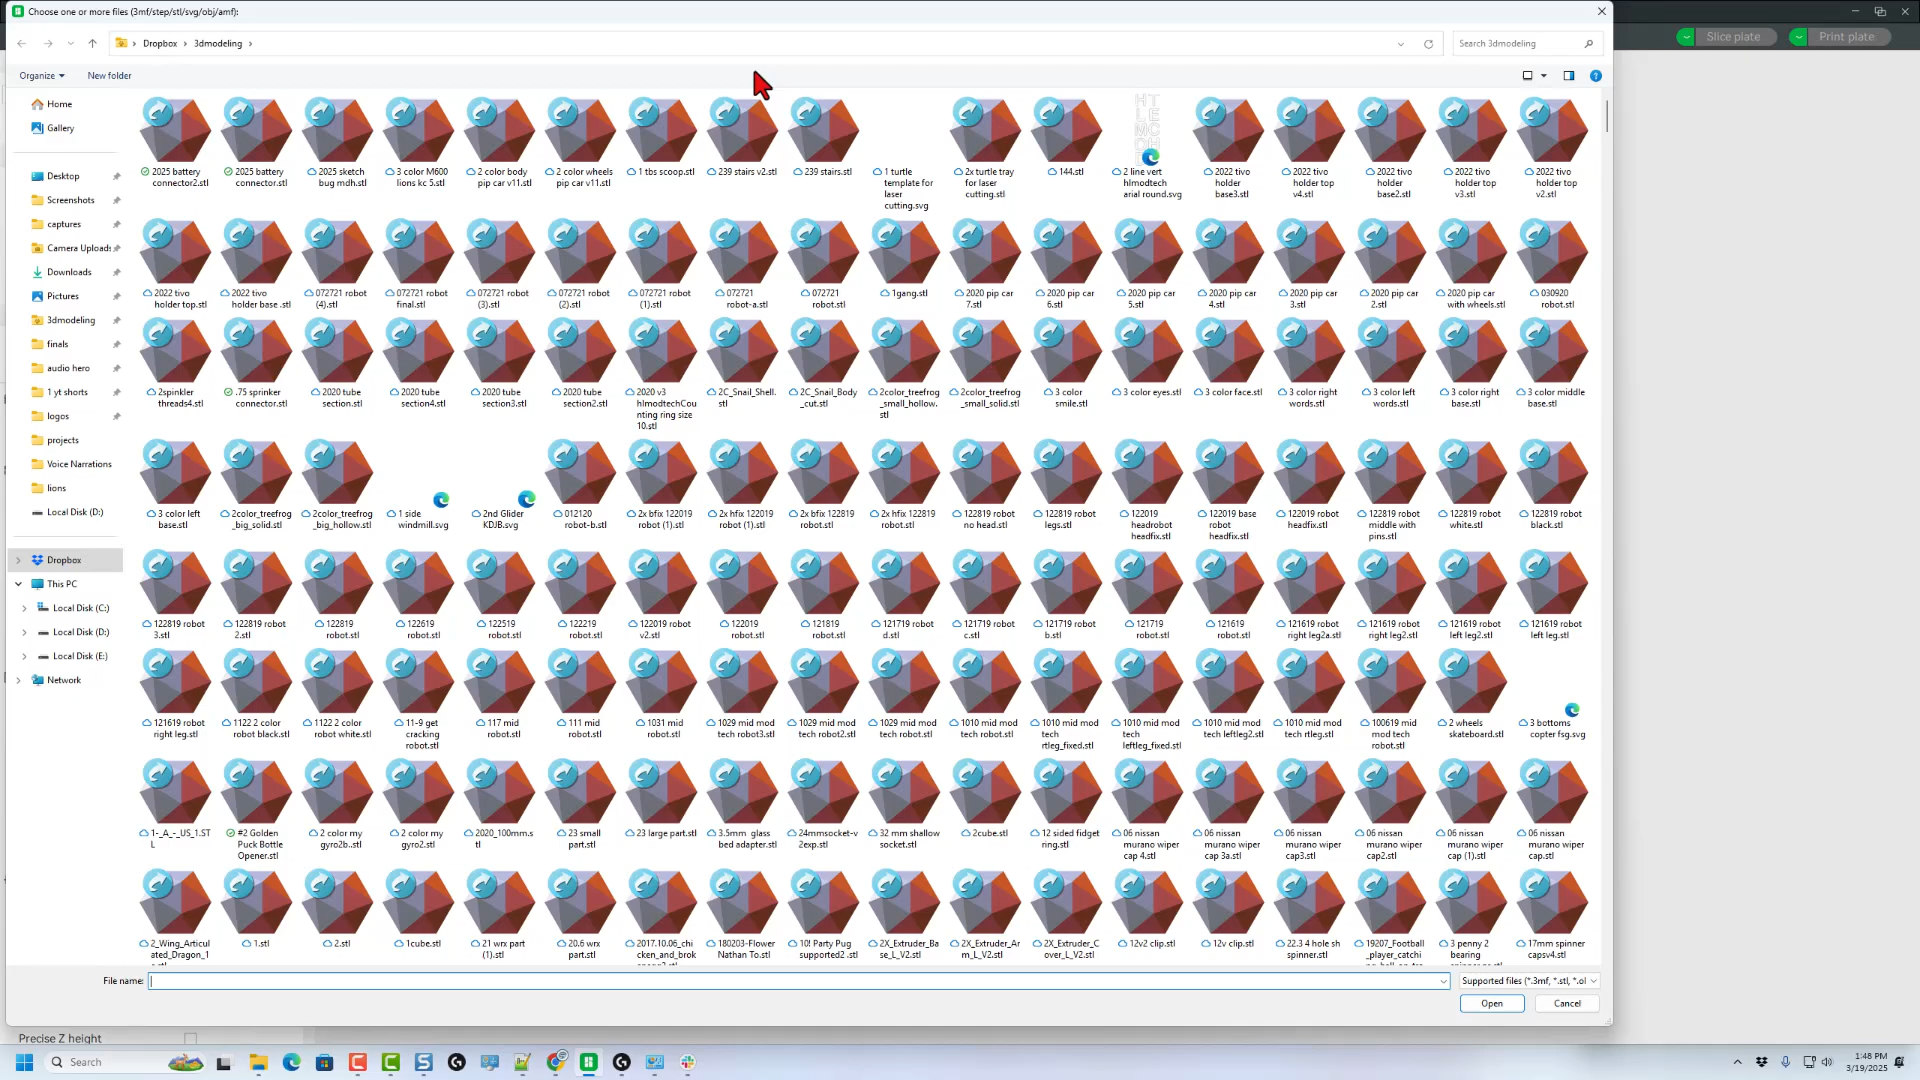 Choose one or more files (3mf/step/stl/svg/obj/amf):
Slice plate
Print plate
Dropbox
3dmodeling
Search 3dmodeling
Organize
New folder
Home
Gallery
Desktop
Screenshots
captures
Camera Uploads
Downloads
Pictures
3dmodeling
finals
audio hero
1 yt shorts
logos
projects
Voice Narrations
lions
Local Disk (D:)
Dropbox
This PC
Local Disk (C:)
Local Disk (D:)
Local Disk (E:)
Network
2025 battery connector2.stl
2025 battery connector.stl
2025 sketch bug mdh.stl
3 color M600 lions kc 5.stl
2 color body pip car v11.stl
2 color wheels pip car v11.stl
1 tbs scoop.stl
239 stairs v2.stl
239 stairs.stl
1 turtle template for laser cutting.svg
2x turtle tray for laser cutting.stl
144.stl
2 line vert hlmodtech arial round.svg
2022 tivo holder base3.stl
2022 tivo holder top v4.stl
2022 tivo holder base2.stl
2022 tivo holder top v3.stl
2022 tivo holder top v2.stl
2022 tivo holder top.stl
2022 tivo holder base .stl
072721 robot (4).stl
072721 robot final.stl
072721 robot (3).stl
072721 robot (2).stl
072721 robot (1).stl
072721 robot-a.stl
072721 robot.stl
1gang.stl
2020 pip car 7.stl
2020 pip car 6.stl
2020 pip car 5.stl
2020 pip car 4.stl
2020 pip car 3.stl
2020 pip car 2.stl
2020 pip car with wheels.stl
030920 robot.stl
2spinkler threads4.stl
.75 sprinker connector.stl
2020 tube section.stl
2020 tube section4.stl
2020 tube section3.stl
2020 tube section2.stl
2020 v3 hlmodtechCounting ring size 10.stl
2C_Snail_Shell.stl
2C_Snail_Body_cut.stl
2color_treefrog_small_hollow.stl
2color_treefrog_small_solid.stl
3 color smile.stl
3 color eyes.stl
3 color face.stl
3 color right words.stl
3 color left words.stl
3 color right base.stl
3 color middle base.stl
3 color left base.stl
2color_treefrog_big_solid.stl
2color_treefrog_big_hollow.stl
1 side windmill.svg
2nd Glider KDJB.svg
012120 robot-b.stl
2x bfix 122019 robot (1).stl
2x hfix 122019 robot (1).stl
2x bfix 122819 robot.stl
2x hfix 122819 robot.stl
122819 robot no head.stl
122819 robot legs.stl
122019 headrobot headfix.stl
122019 base robot headfix.stl
122019 robot headfix.stl
122819 robot middle with pins.stl
122819 robot white.stl
122819 robot black.stl
122819 robot 3.stl
122819 robot 2.stl
122819 robot.stl
122619 robot.stl
122519 robot.stl
122219 robot.stl
122019 robot v2.stl
122019 robot.stl
121819 robot.stl
121719 robot d.stl
121719 robot c.stl
121719 robot b.stl
121719 robot.stl
121619 robot.stl
121619 robot right leg2a.stl
121619 robot right leg2.stl
121619 robot left leg2.stl
121619 robot left leg.stl
121619 robot right leg.stl
1122 2 color robot black.stl
1122 2 color robot white.stl
11-9 get cracking robot.stl
117 mid robot.stl
111 mid robot.stl
1031 mid robot.stl
1029 mid mod tech robot3.stl
1029 mid mod tech robot2.stl
1029 mid mod tech robot.stl
1010 mid mod tech robot.stl
1010 mid mod tech rtleg_fixed.stl
1010 mid mod tech leftleg_fixed.stl
1010 mid mod tech leftleg2.stl
1010 mid mod tech rtleg.stl
100619 mid mod tech robot.stl
2 wheels skateboard.stl
3 bottoms copter fsg.svg
1-_A_-_US_1.STL
#2 Golden Puck Bottle Opener.stl
2 color my gyro2b..stl
2 color my gyro2.stl
2020_100mm.stl
23 small part.stl
23 large part.stl
3.5mm glass bed adapter.stl
24mmsocket-v2exp.stl
32 mm shallow socket.stl
2cube.stl
12 sided fidget ring.stl
06 nissan murano wiper cap 4.stl
06 nissan murano wiper cap 3a.stl
06 nissan murano wiper cap3.stl
06 nissan murano wiper cap2.stl
06 nissan murano wiper cap (1).stl
06 nissan murano wiper cap.stl
2_Wing_Articulated_Dragon_1
1.stl
2.stl
1cube.stl
21 wrx part (1).stl
20.6 wrx part.stl
2017.10.06_chicken_and_brok
180203-Flower Nathan To.stl
10! Party Pug supported2 .stl
2X_Extruder_Base_L_V2.stl
2X_Extruder_Arm_L_V2.stl
2X_Extruder_Cover_L_V2.stl
12v2 clip.stl
12v clip.stl
22.3 4 hole sh spinner.stl
19207_Football_player_catchi
3 penny 2 bearing
17mm spinner capsv4.stl
File name:
Supported files (*.3mf, *.stl, *.ol
Open
Cancel
Precise Z height
Search
1:48 PM
3/19/2025